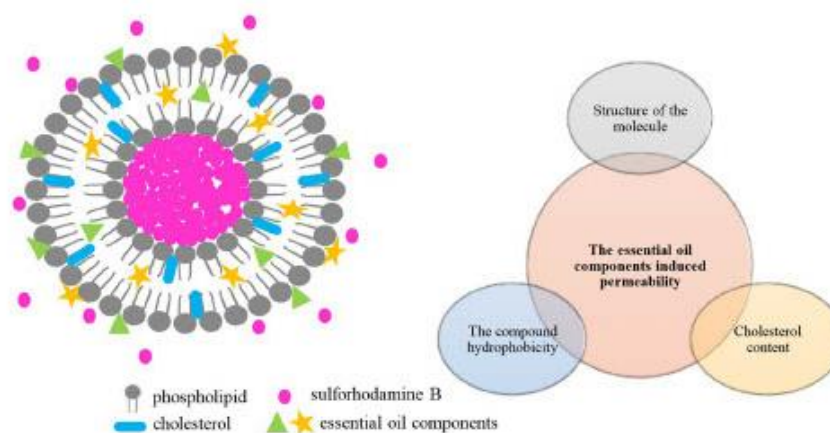 Structure of the
molecule
The essential oil
components induced
permeability
The compound
hydrophobicity
Cholesterol
content
phospholipid
sulforhodamine B
cholesterol
essential oil components